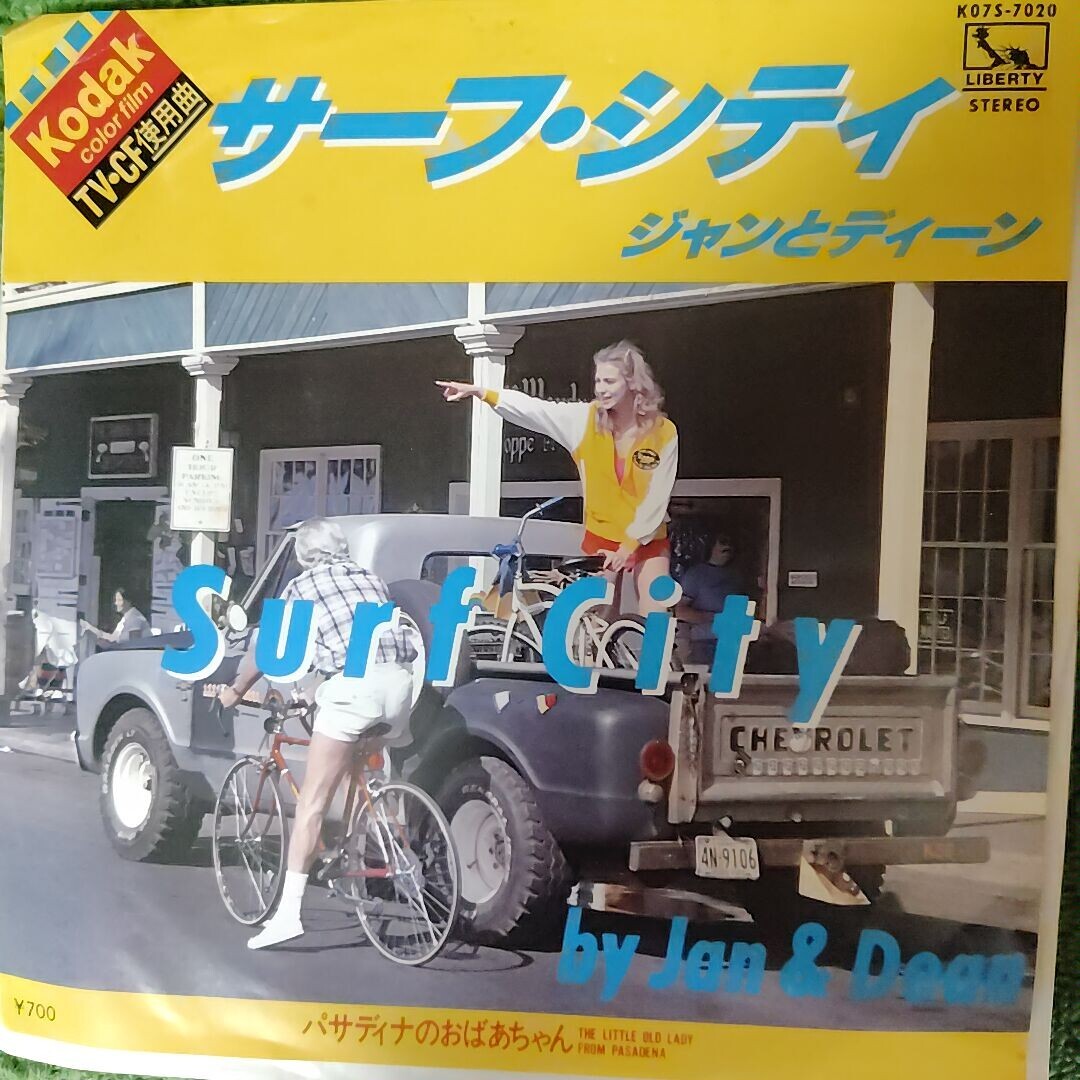 K07S-7020
LIBERTY
STEREO
Kodak
color film
TV・CF使用曲
サーフ・シティ
ジャンとディーン
ONE
HOUR
PARKING
Surf City
CHEVROLET
4N-9106
by Jan & Dean
¥700
パサディナのおばあちゃん
THE LITTLE OLD LADY
FROM PASADENA